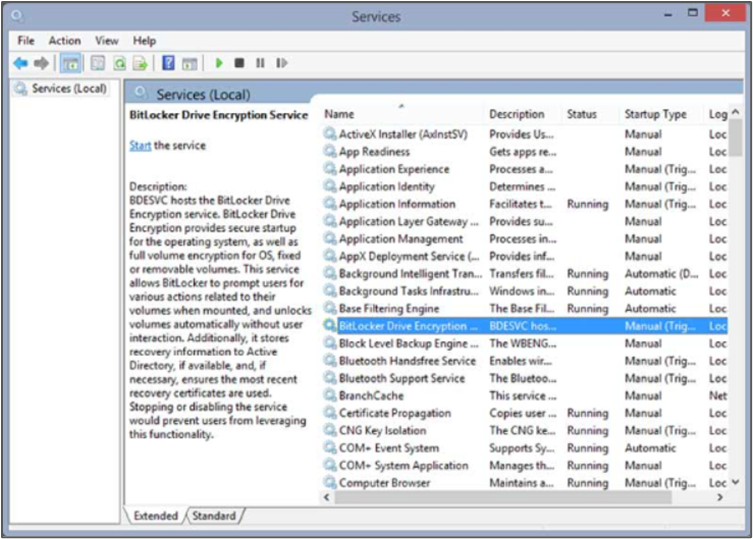 Services
File Action View Help
Services (Local)
Services (Local)
BitLocker Drive Encryption Service
Start the service
Description:
BDESVC hosts the BitLocker Drive
Encryption service. BitLocker Drive
Encryption provides secure startup
for the operating system, as well as
full volume encryption for OS, fixed
or removable volumes. This service
allows BitLocker to prompt users for
various actions related to their
volumes when mounted, and unlocks
volumes automatically without user
interaction. Additionally, it stores
recovery information to Active
Directory, if available, and, if
necessary, ensures the most recent
recovery certificates are used.
Stopping or disabling the service
would prevent users from leveraging
this functionality.
Name Description Status Startup Type Log
ActiveX Installer (AxInstSV) Provides Us... Manual Loc
App Readiness Gets apps re... Manual Loc
Application Experience Processes a... Manual (Trig... Loc
Application Identity Determines ... Manual (Trig... Loc
Application Information Facilitates t... Running Manual (Trig... Loc
Application Layer Gateway ... Provides su... Manual Loc
Application Management Processes in... Manual Loc
AppX Deployment Service (... Provides inf... Manual Loc
Background Intelligent Tran... Transfers fil... Running Automatic (D... Loc
Background Tasks Infrastru... Windows in... Running Automatic Loc
Base Filtering Engine The Base Fil... Running Automatic Loc
BitLocker Drive Encryption ... BDESVC hos... Manual (Trig... Loc
Block Level Backup Engine ... The WBENG... Manual Loc
Bluetooth Handsfree Service Enables wir... Manual (Trig... Loc
Bluetooth Support Service The Bluetoo... Manual (Trig... Loc
BranchCache This service ... Manual Net
Certificate Propagation Copies user ... Running Manual Loc
CNG Key Isolation The CNG ke... Running Manual (Trig... Loc
COM+ Event System Supports Sy... Running Automatic Loc
COM+ System Application Manages th... Running Manual Loc
Computer Browser Maintains a... Running Manual (Trig... Loc
Extended Standard